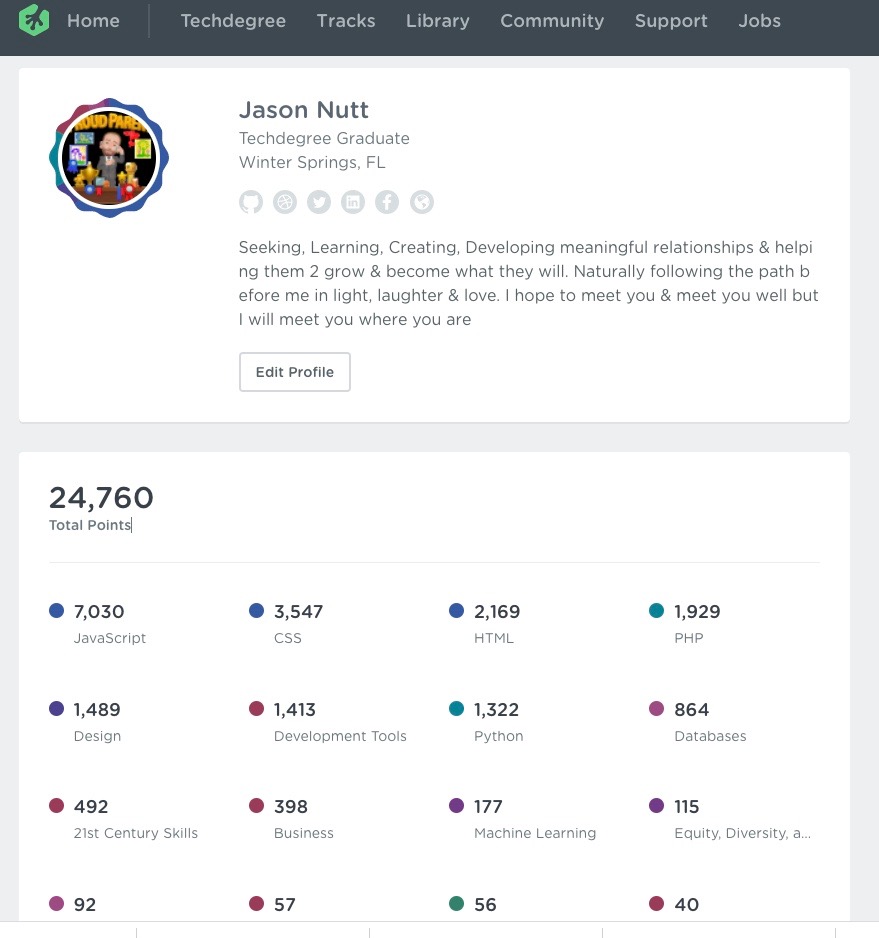 Home Techdegree Tracks Library Community Support Jobs
PROUD PARENT
Jason Nutt
Techdegree Graduate
Winter Springs, FL
Seeking, Learning, Creating, Developing meaningful relationships & helpi
ng them 2 grow & become what they will. Naturally following the path b
efore me in light, laughter & love. I hope to meet you & meet you well but
I will meet you where you are
Edit Profile
24,760
Total Points
7,030 3,547 2,169 1,929
JavaScript CSS HTML PHP
1,489 1,413 1,322 864
Design Development Tools Python Databases
492 398 177 115
21st Century Skills Business Machine Learning Equity, Diversity, a...
92 57 56 40